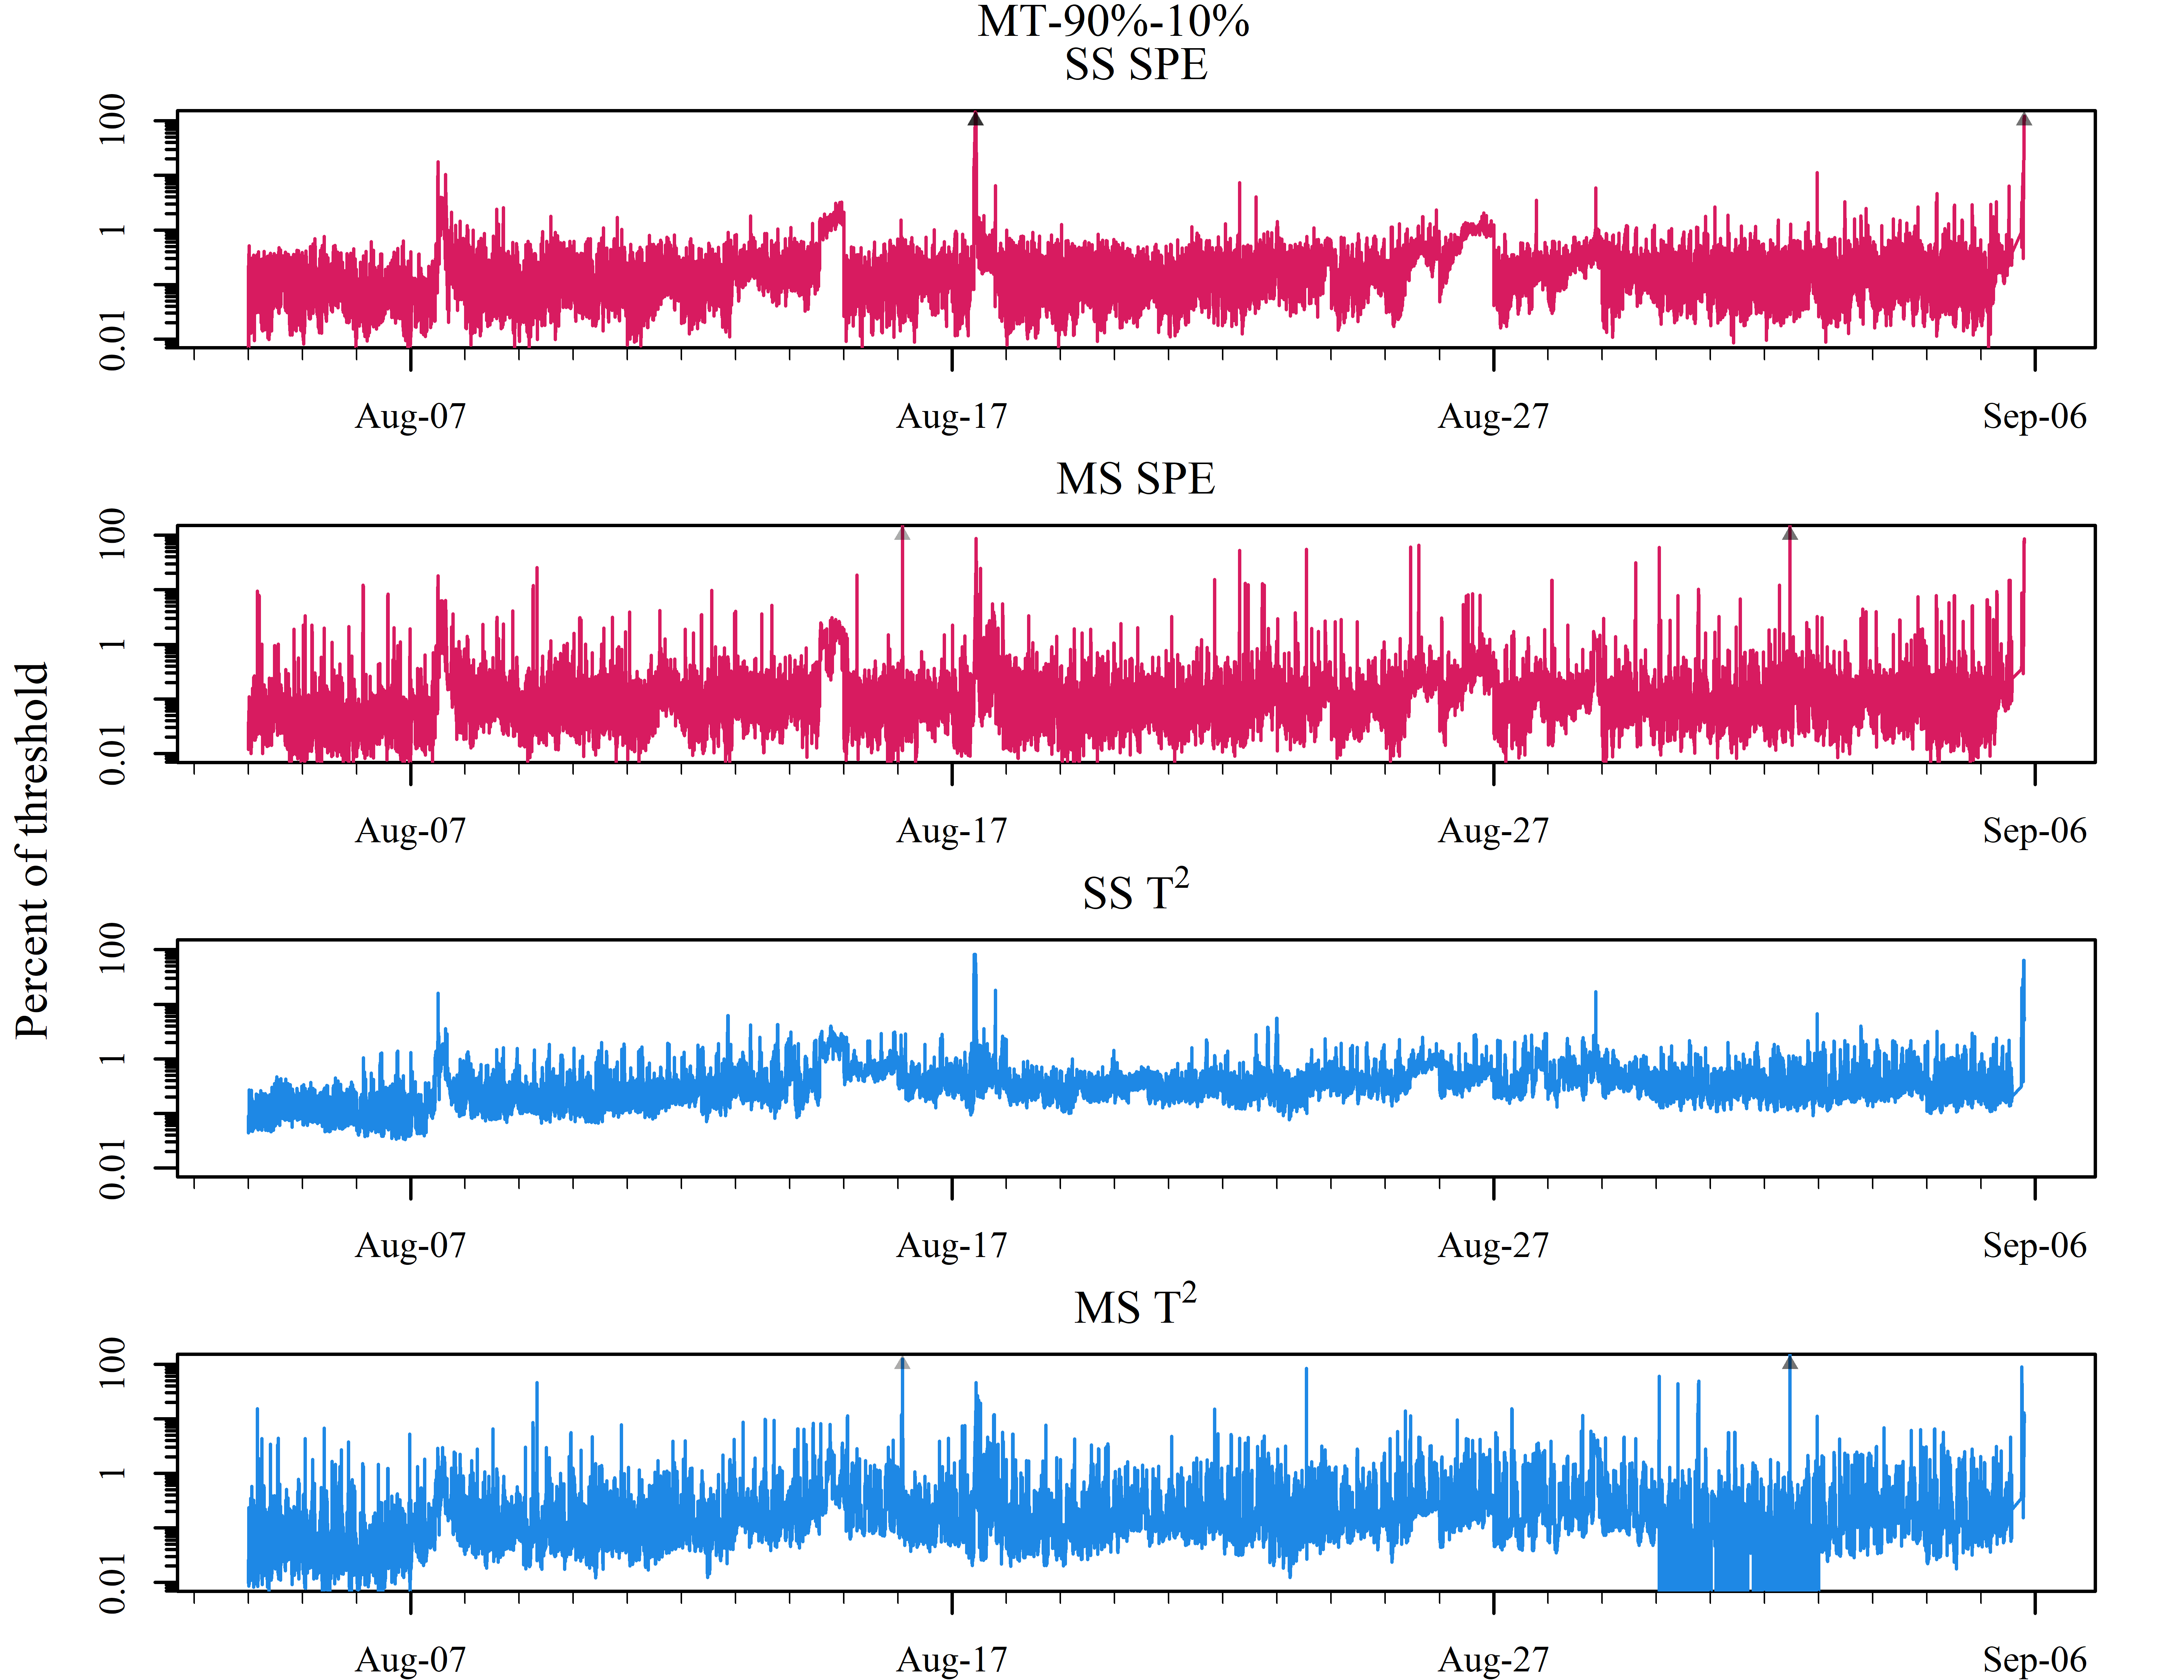 MT-90%-10%
SS SPE
100
1
0.01
Aug-07 Aug-17 Aug-27 Sep-06
MS SPE
100
1
0.01
Aug-07 Aug-17 Aug-27 Sep-06
Percent of threshold
SS T²
100
1
0.01
Aug-07 Aug-17 Aug-27 Sep-06
MS T²
100
1
0.01
Aug-07 Aug-17 Aug-27 Sep-06